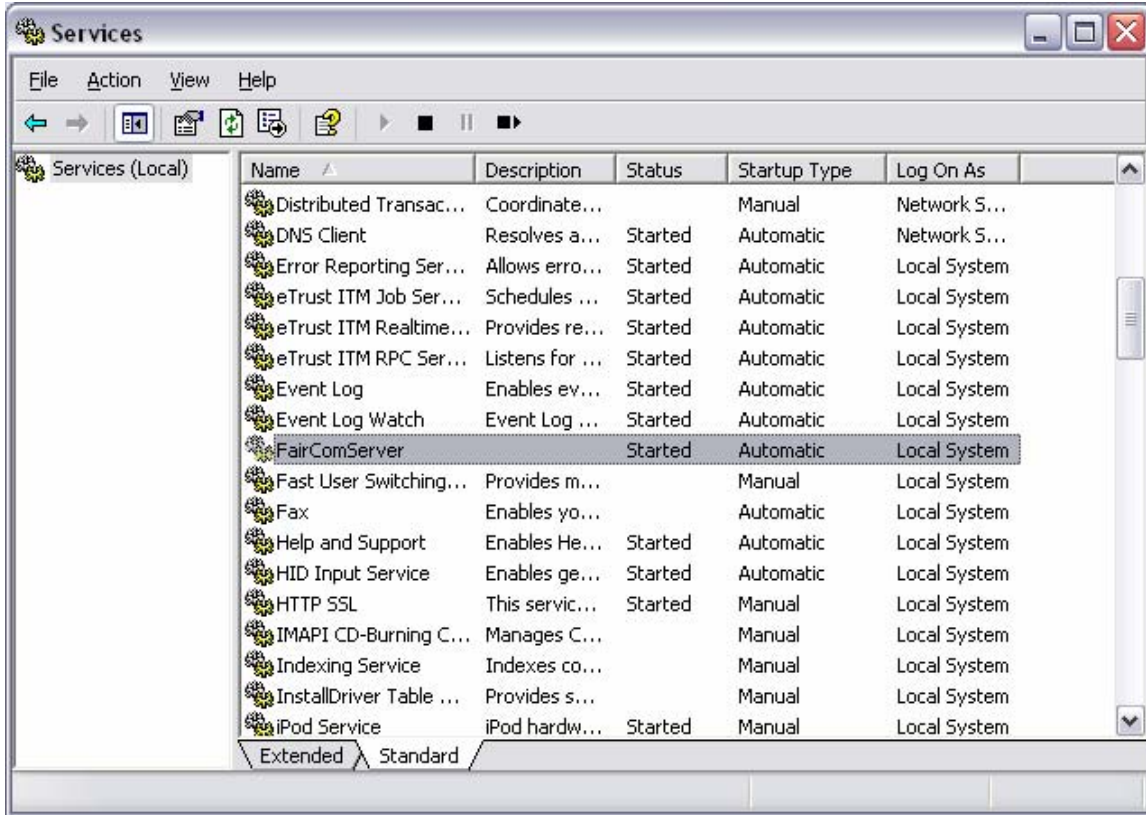 Services
File Action View Help
Services (Local)
Name Description Status Startup Type Log On As
Distributed Transac... Coordinate... Manual Network S...
DNS Client Resolves a... Started Automatic Network S...
Error Reporting Ser... Allows erro... Started Automatic Local System
eTrust ITM Job Ser... Schedules ... Started Automatic Local System
eTrust ITM Realtime... Provides re... Started Automatic Local System
eTrust ITM RPC Ser... Listens for ... Started Automatic Local System
Event Log Enables ev... Started Automatic Local System
Event Log Watch Event Log ... Started Automatic Local System
FairComServer Started Automatic Local System
Fast User Switching... Provides m... Manual Local System
Fax Enables yo... Automatic Local System
Help and Support Enables He... Started Automatic Local System
HID Input Service Enables ge... Started Automatic Local System
HTTP SSL This servic... Started Manual Local System
IMAPI CD-Burning C... Manages C... Manual Local System
Indexing Service Indexes co... Manual Local System
InstallDriver Table ... Provides s... Manual Local System
iPod Service iPod hardw... Started Manual Local System
Extended Standard